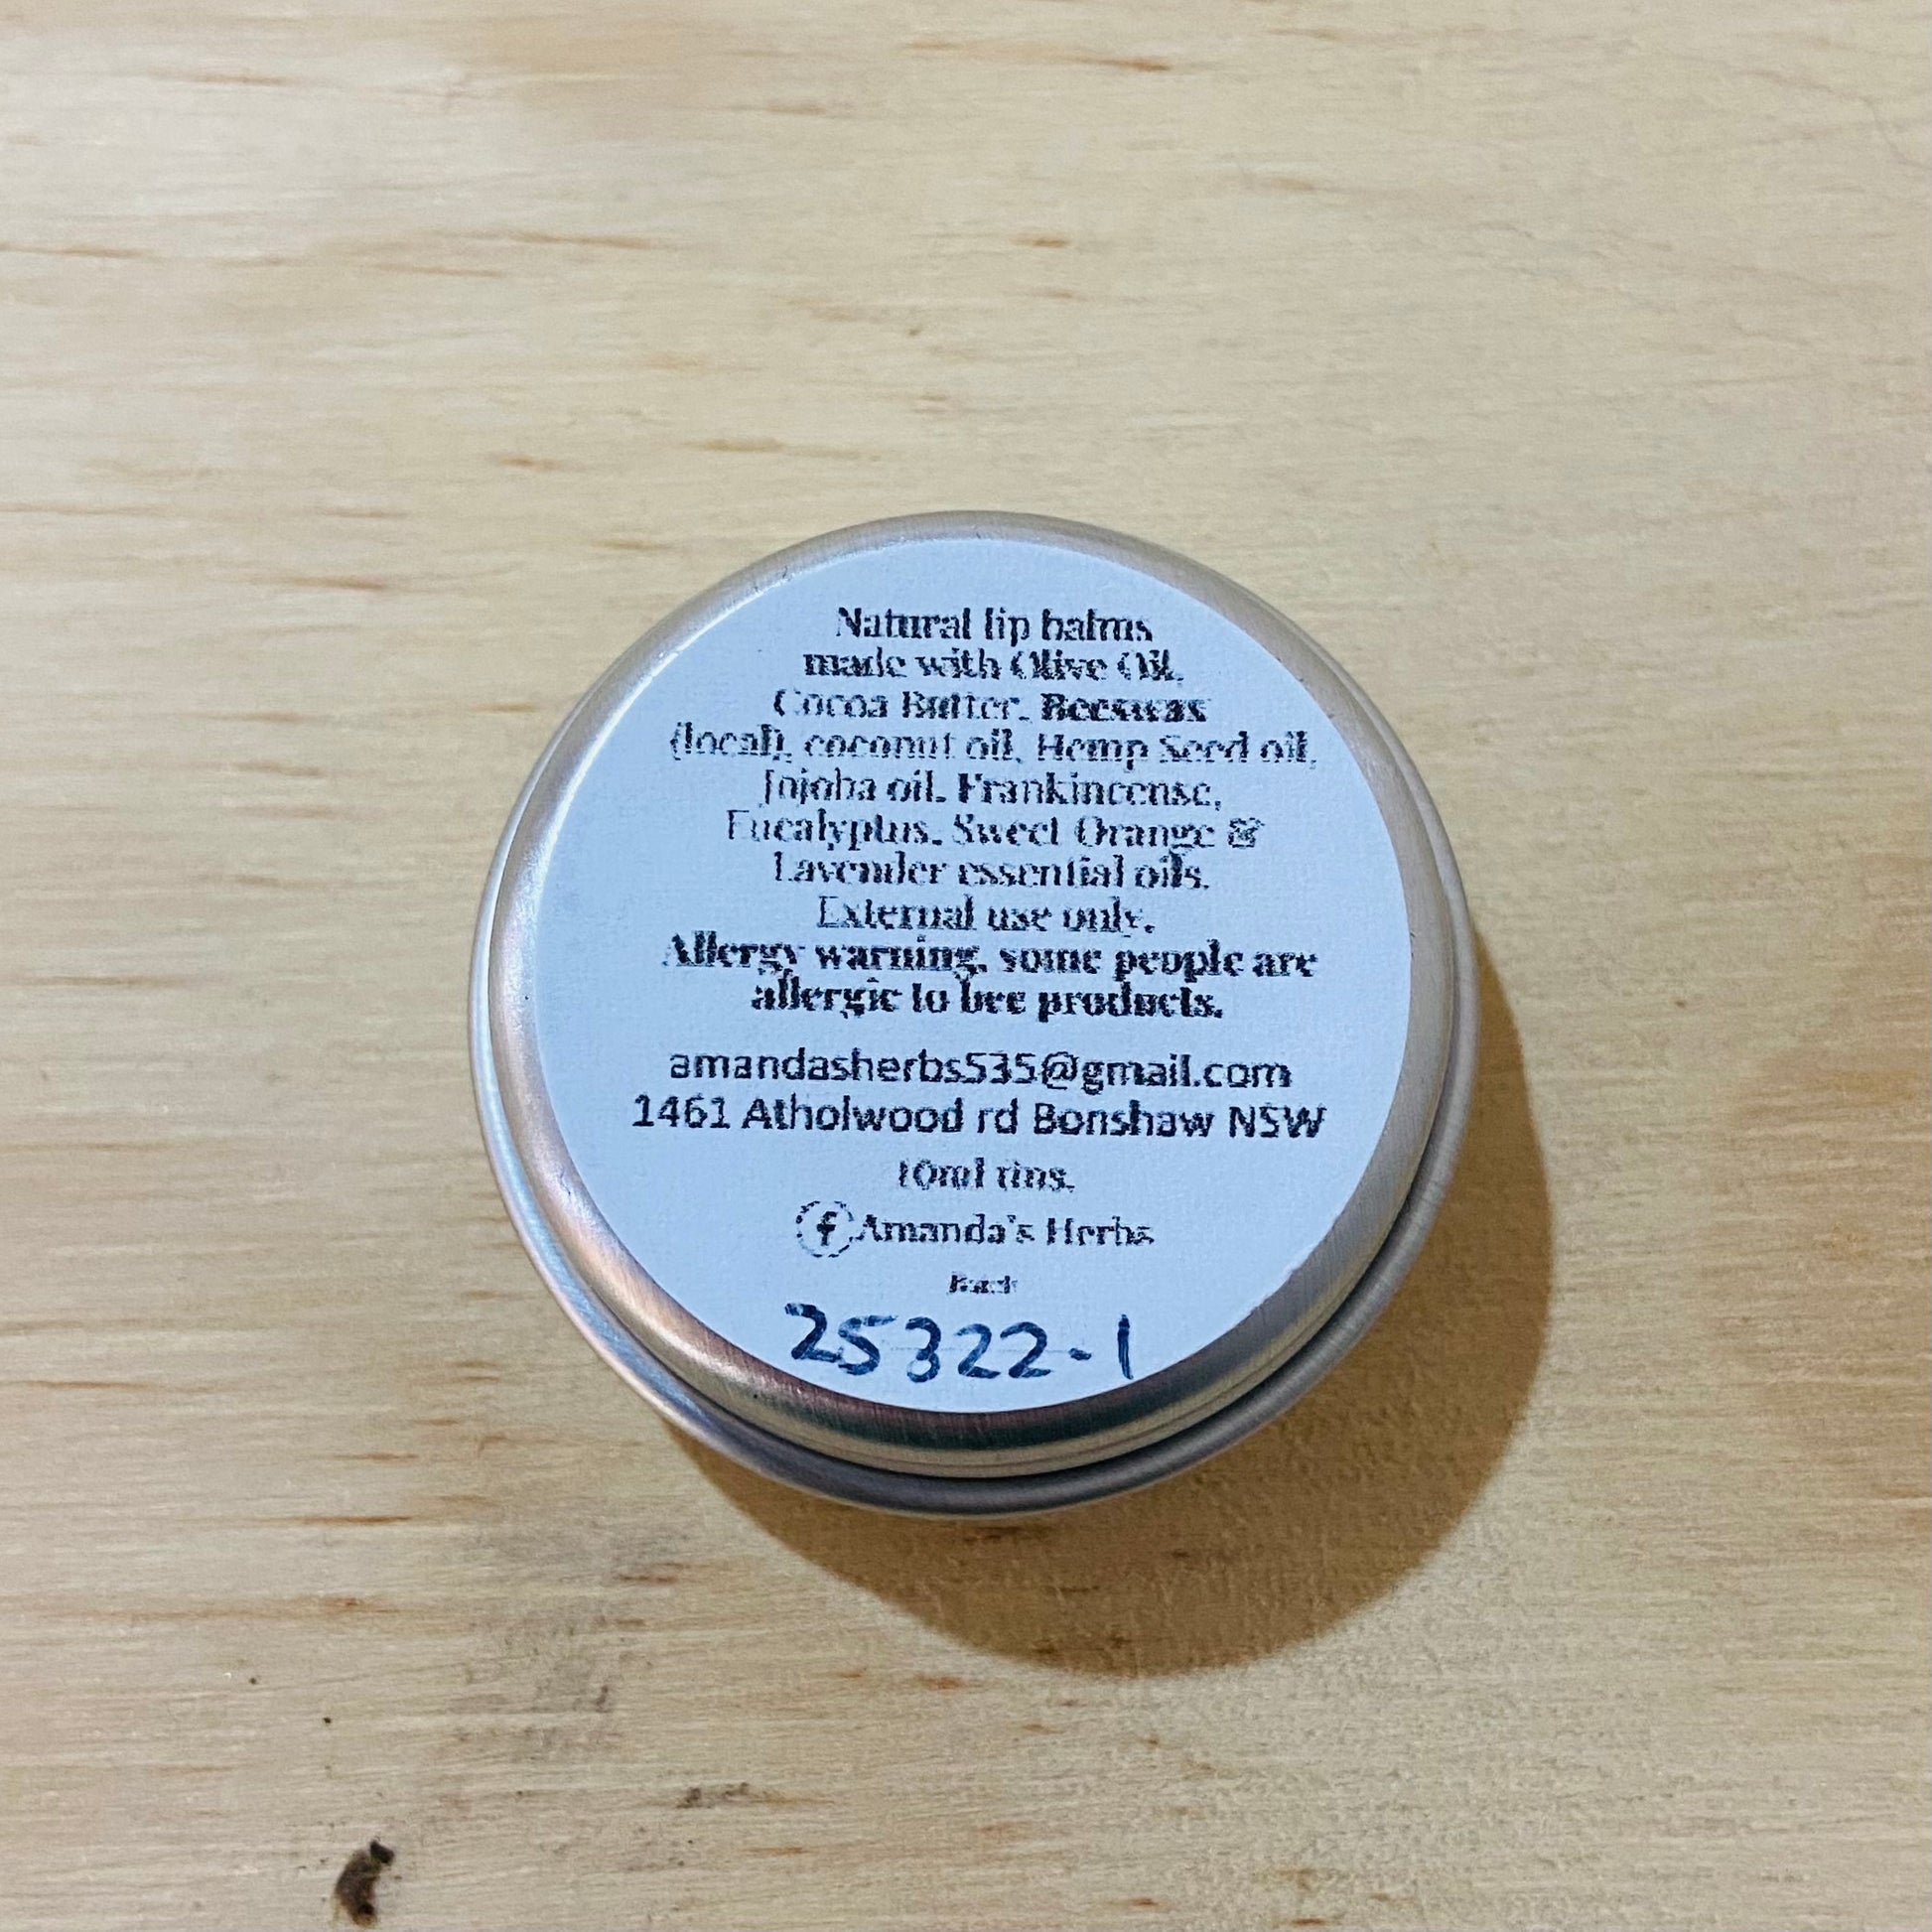 Natural lip balms
made with Olive Oil,
Cocoa Butter, Beeswax
(local), coconut oil, Hemp Seed oil,
Jojoba oil, Frankincense,
Eucalyptus, Sweet Orange &
Lavender essential oils.
External use only.
Allergy warning, some people are
allergic to bee products.
amandasherbs535@gmail.com
1461 Atholwood rd Bonshaw NSW
10ml tins.
f Amanda's Herbs
25322-1